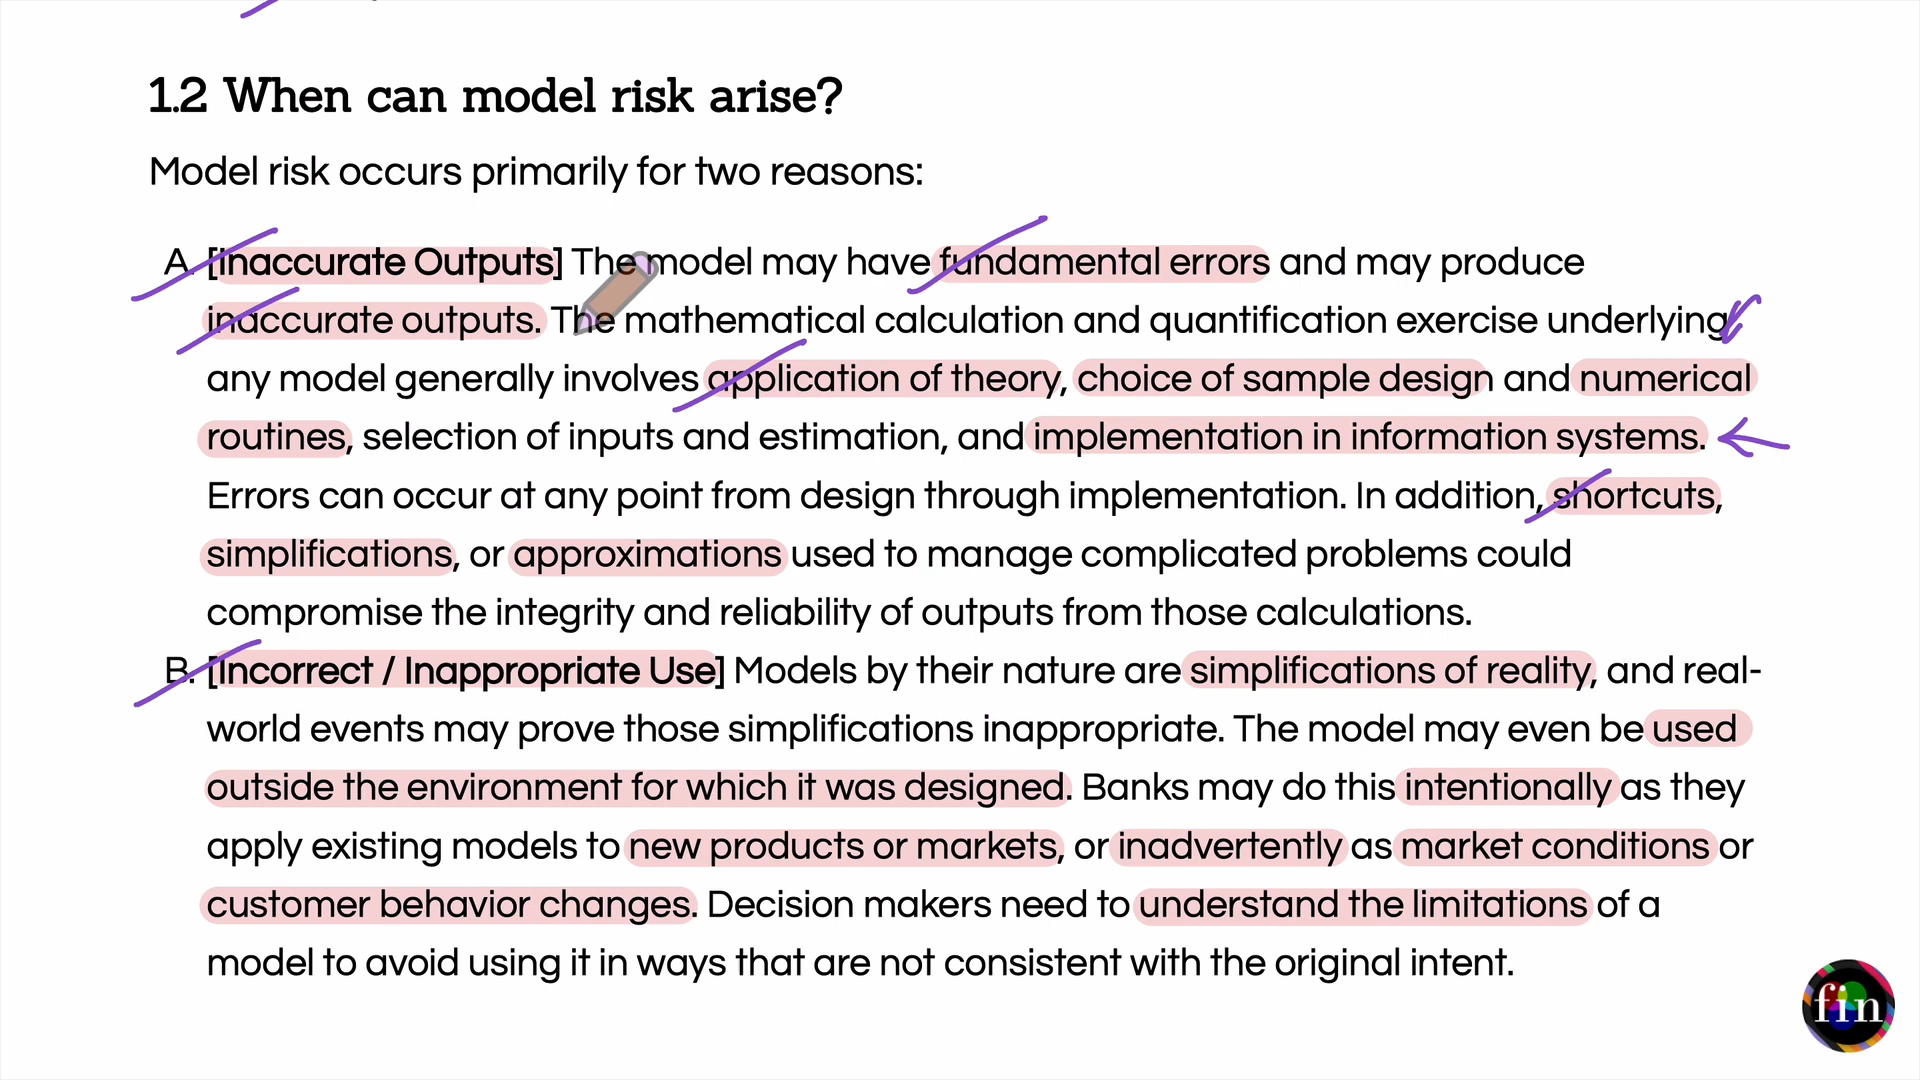 1.2 When can model risk arise?
Model risk occurs primarily for two reasons:
A. [Inaccurate Outputs] The model may have fundamental errors and may produce
inaccurate outputs. The mathematical calculation and quantification exercise underlying
any model generally involves application of theory, choice of sample design and numerical
routines, selection of inputs and estimation, and implementation in information systems.
Errors can occur at any point from design through implementation. In addition, shortcuts,
simplifications, or approximations used to manage complicated problems could
compromise the integrity and reliability of outputs from those calculations.
B. [Incorrect / Inappropriate Use] Models by their nature are simplifications of reality, and real-
world events may prove those simplifications inappropriate. The model may even be used
outside the environment for which it was designed. Banks may do this intentionally as they
apply existing models to new products or markets, or inadvertently as market conditions or
customer behavior changes. Decision makers need to understand the limitations of a
model to avoid using it in ways that are not consistent with the original intent.
fin